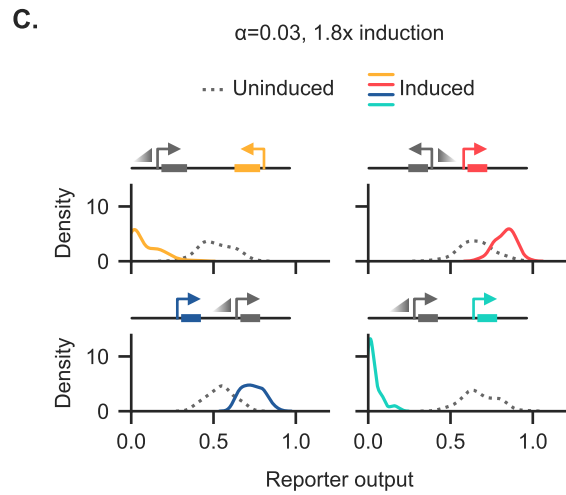 C.
α=0.03, 1.8x induction
Uninduced
Induced
Density
10
0
Density
10
0
0.0
0.5
1.0
0.0
0.5
1.0
Reporter output